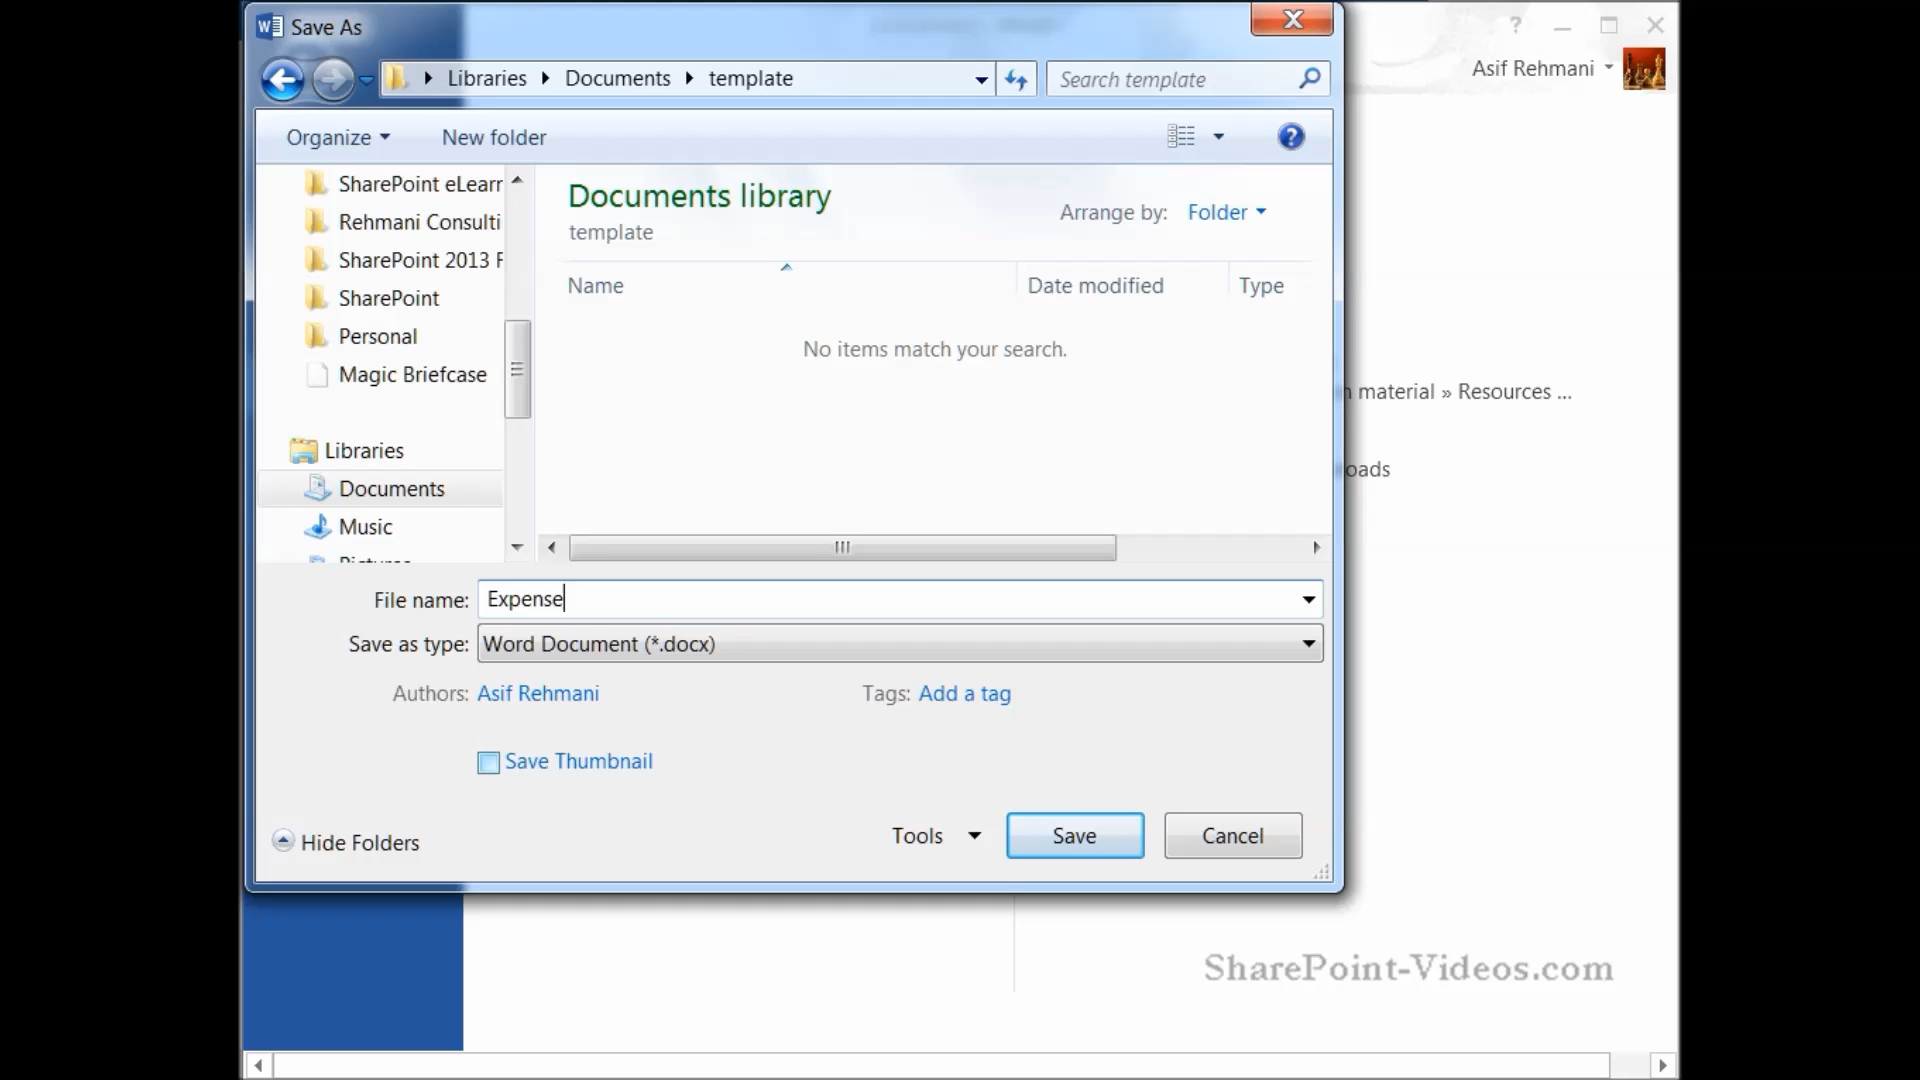 Save As
Asif Rehmani
Libraries Documents template
Search template
Organize New folder
SharePoint eLearr
Rehmani Consulti
SharePoint 2013 F
SharePoint
Personal
Magic Briefcase
Libraries
Documents
Music
Documents library
template
Arrange by: Folder
Name Date modified Type
No items match your search.
material » Resources ...
oads
File name: Expense
Save as type: Word Document (*.docx)
Authors: Asif Rehmani Tags: Add a tag
Save Thumbnail
Hide Folders Tools Save Cancel
SharePoint-Videos.com